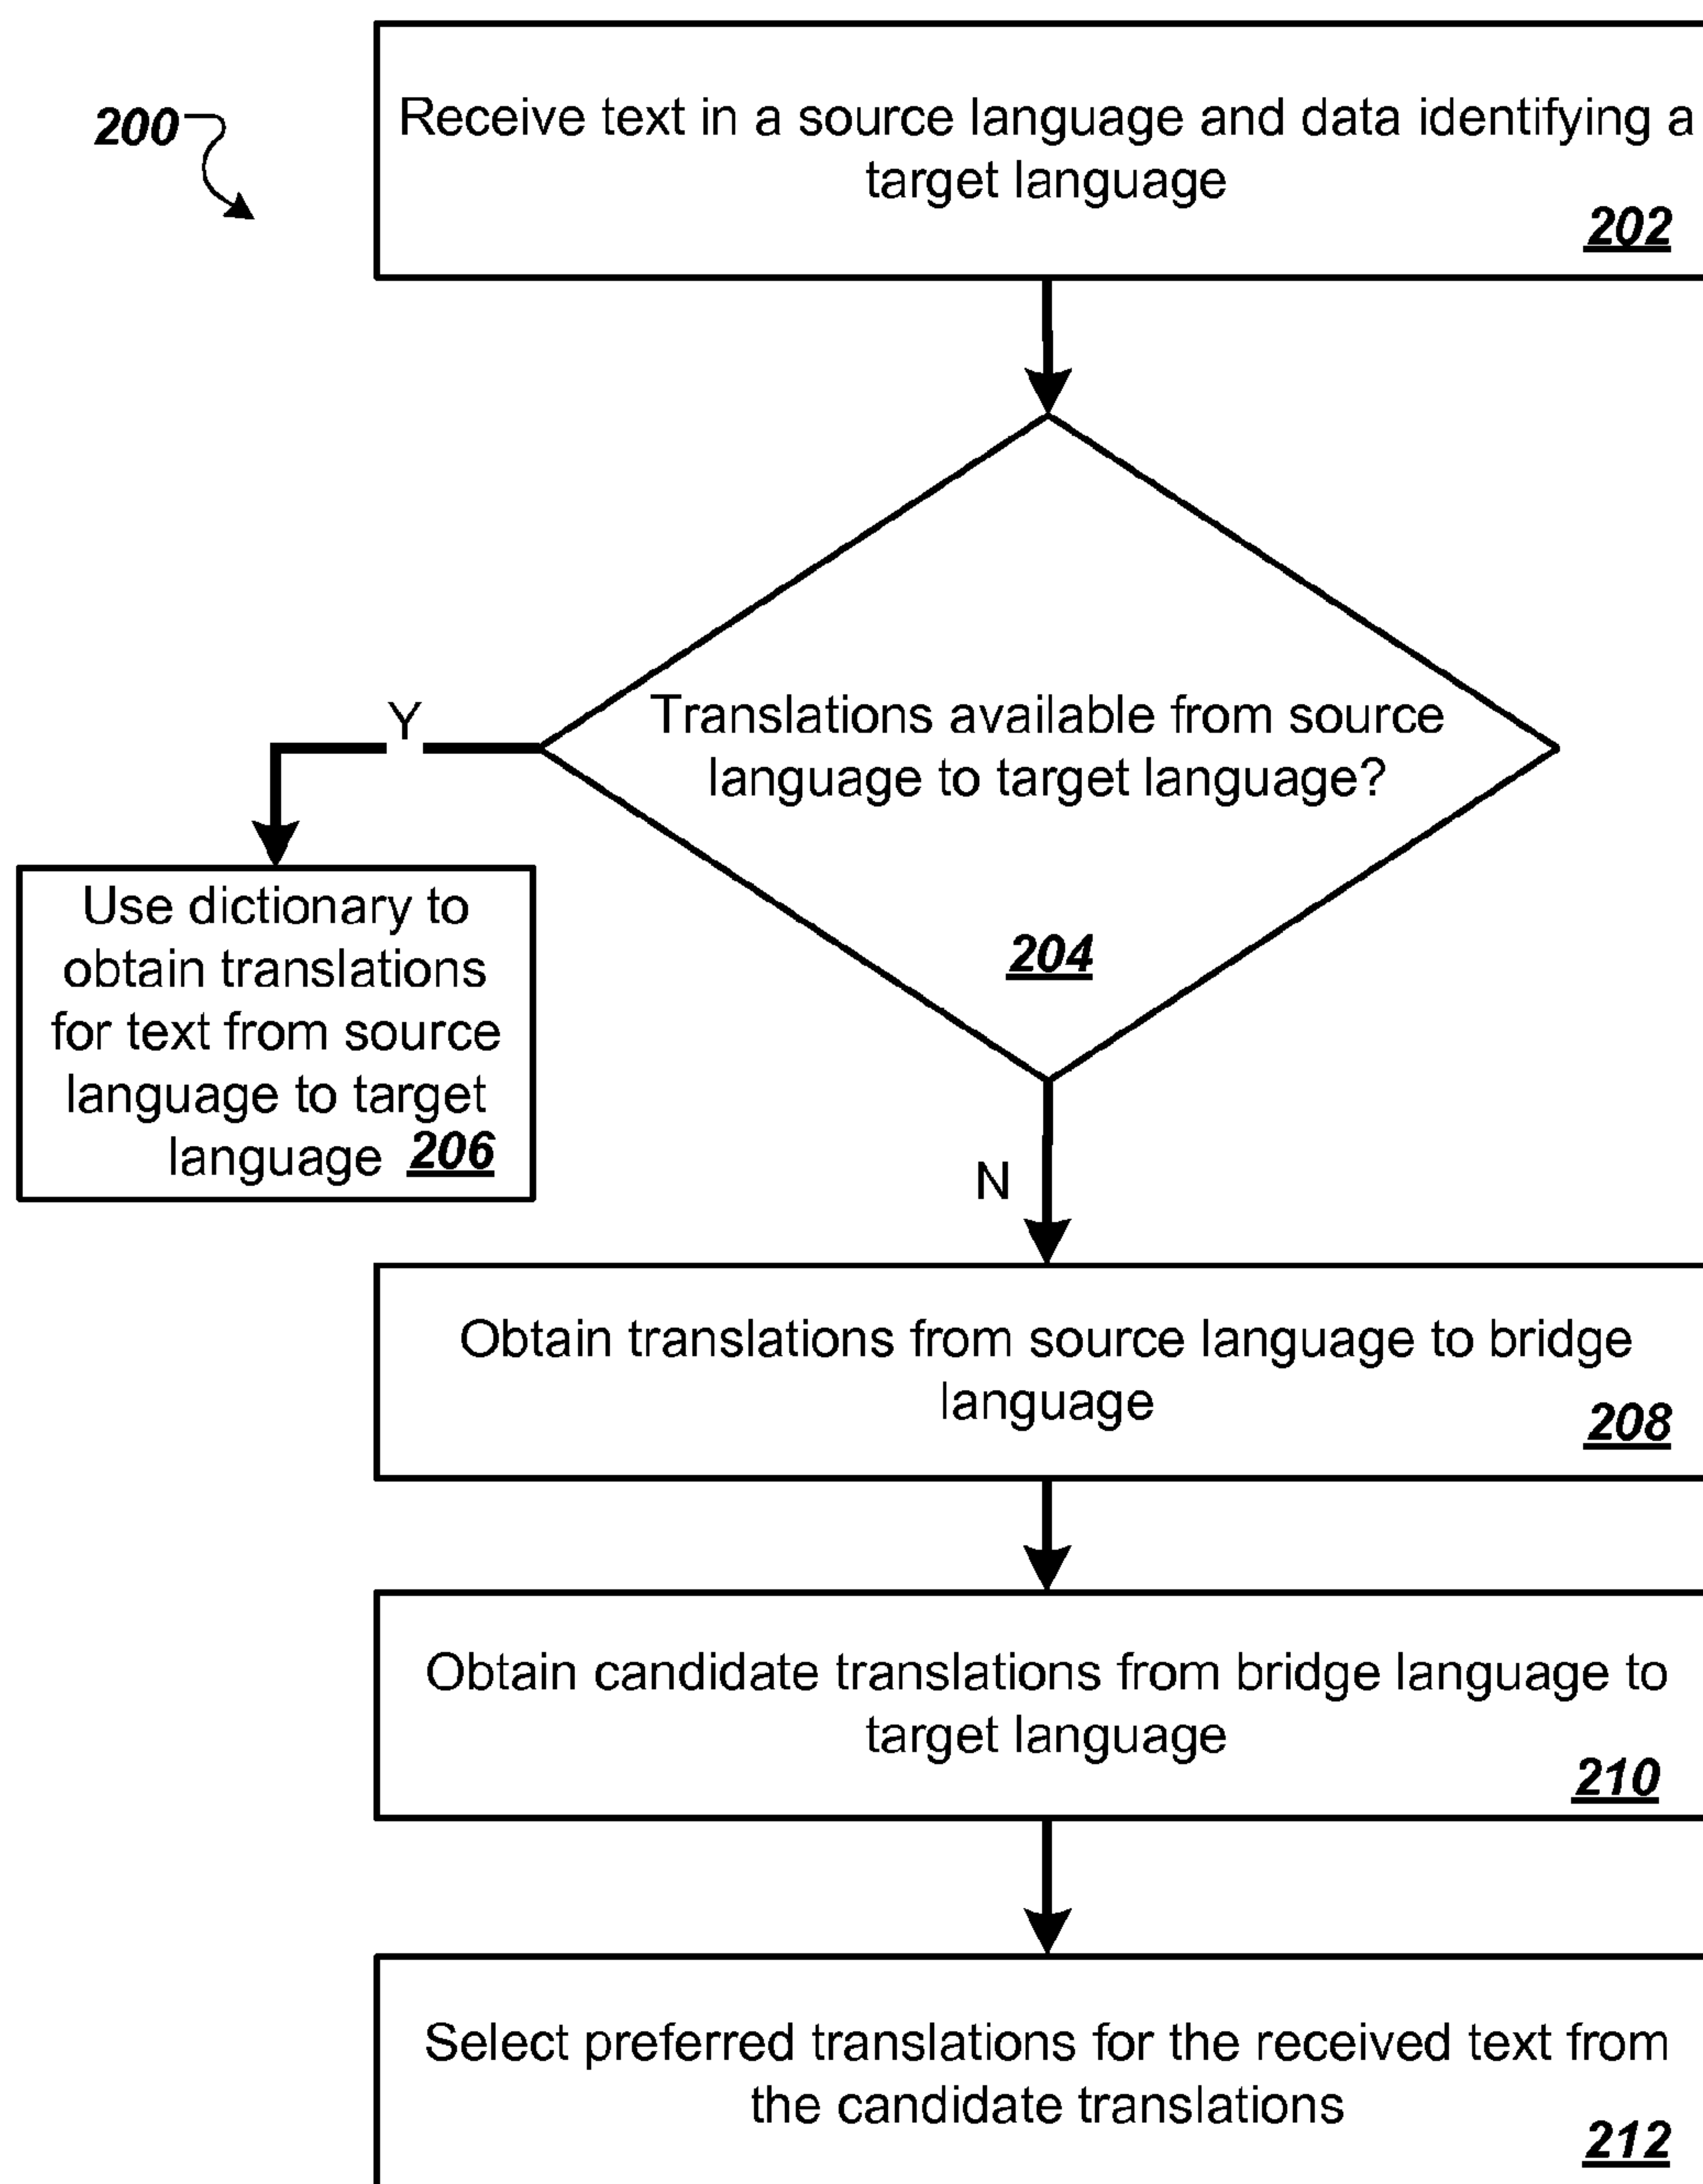 200
Receive text in a source language and data identifying a
target language
202
Translations available from source
language to target language?
204
Y
Use dictionary to
obtain translations
for text from source
language to target
language 206
N
Obtain translations from source language to bridge
language
208
Obtain candidate translations from bridge language to
target language
210
Select preferred translations for the received text from
the candidate translations
212